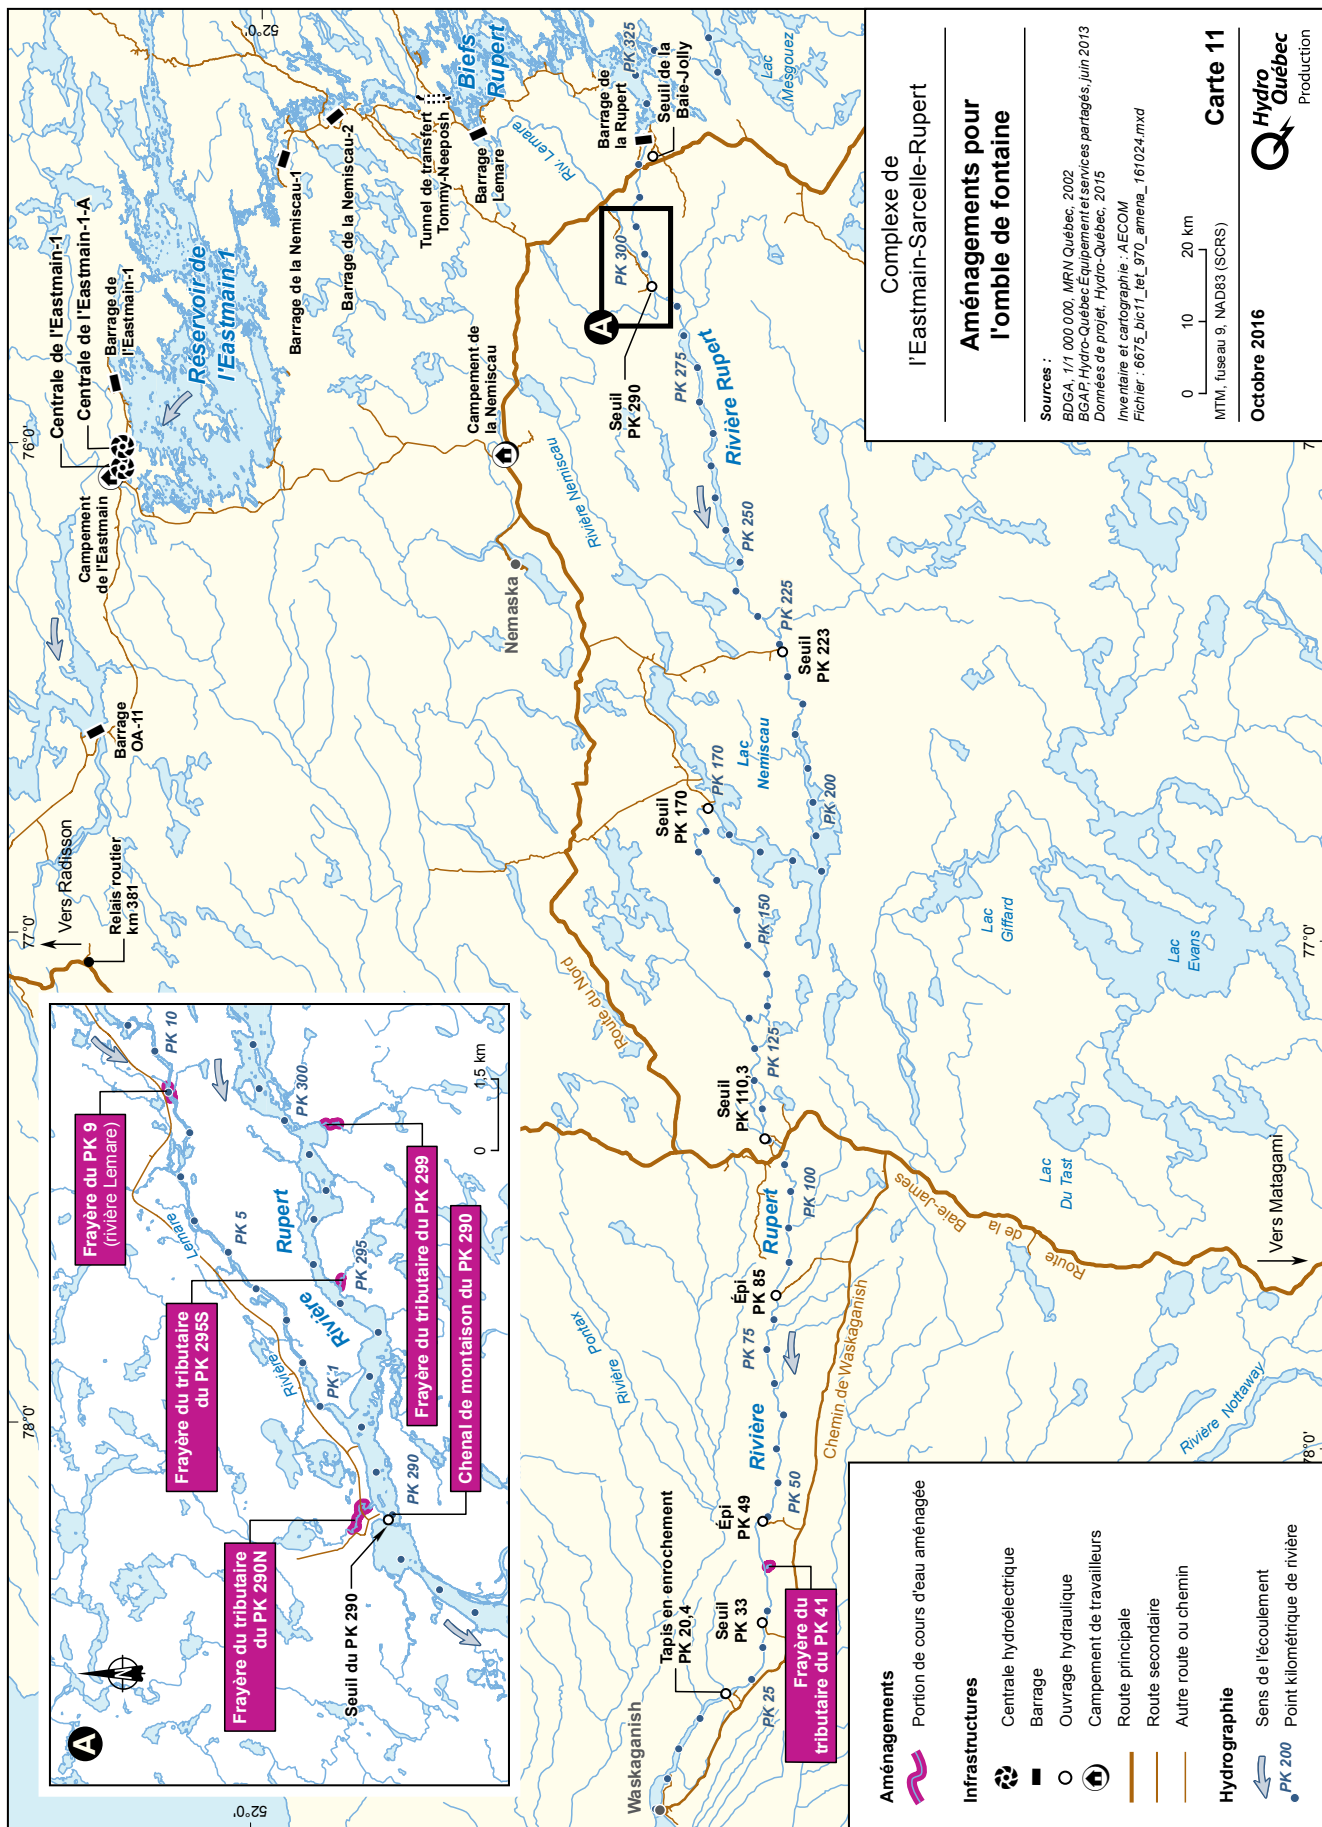 78°0'
77°0'
76°0'
52°0'
52°0'
77°0'
78°0'
7
A
N
Frayère du PK 9
(rivière Lemare)
Frayère du tributaire
du PK 295S
Frayère du tributaire
du PK 290N
Frayère du tributaire du PK 299
Chenal de montaison du PK 290
Seuil du PK 290
PK 10
PK 5
PK 1
PK 300
PK 295
PK 290
Rivière
Lemare
Rivière
Rupert
0
1,5 km
Vers Radisson
Relais routier
km 381
Barrage
OA-11
Campement
de l'Eastmain
Centrale de l'Eastmain-1
Centrale de l'Eastmain-1-A
Barrage de
l'Eastmain-1
Réservoir de
l'Eastmain 1
Barrage de la Nemiscau-1
Barrage de la Nemiscau-2
Tunnel de transfert
Tommy-Neeposh
Biefs
Rupert
Barrage
Lemare
Riv. Lemare
Barrage de
la Rupert
PK 325
Seuil de la
Baie-Jolly
Lac
Mesgouez
Campement de
la Nemiscau
Nemaska
Rivière Nemiscau
A
PK 300
Seuil
PK 290
PK 275
Rivière Rupert
PK 250
PK 225
Seuil
PK 223
Lac
Nemiscau
PK 200
Seuil
PK 170
PK 170
PK 150
PK 125
Seuil
PK 110,3
Route du Nord
PK 100
Rupert
Épi
PK 85
PK 75
Rivière
PK 50
Épi
PK 49
Frayère du
tributaire du PK 41
Seuil
PK 33
PK 25
Tapis en enrochement
PK 20,4
Waskaganish
Rivière
Pontax
Chemin de Waskaganish
Route
de la
Baie-James
Vers Matagami
Rivière Nottaway
Lac
Du Tast
Lac
Evans
Lac
Giffard
Aménagements
Portion de cours d'eau aménagée
Infrastructures
Centrale hydroélectrique
Barrage
Ouvrage hydraulique
Campement de travailleurs
Route principale
Route secondaire
Autre route ou chemin
Hydrographie
Sens de l'écoulement
PK 200
Point kilométrique de rivière
Complexe de
l'Eastmain-Sarcelle-Rupert
Aménagements pour
l'omble de fontaine
Sources :
BDGA, 1/1 000 000, MRN Québec, 2002
BGAP, Hydro-Québec Équipement et services partagés, juin 2013
Données de projet, Hydro-Québec, 2015
Inventaire et cartographie : AECOM
Fichier : 6675_bic11_tet_970_amena_161024.mxd
0
10
20 km
MTM, fuseau 9, NAD83 (SCRS)
Octobre 2016
Carte 11
Hydro
Québec
Production